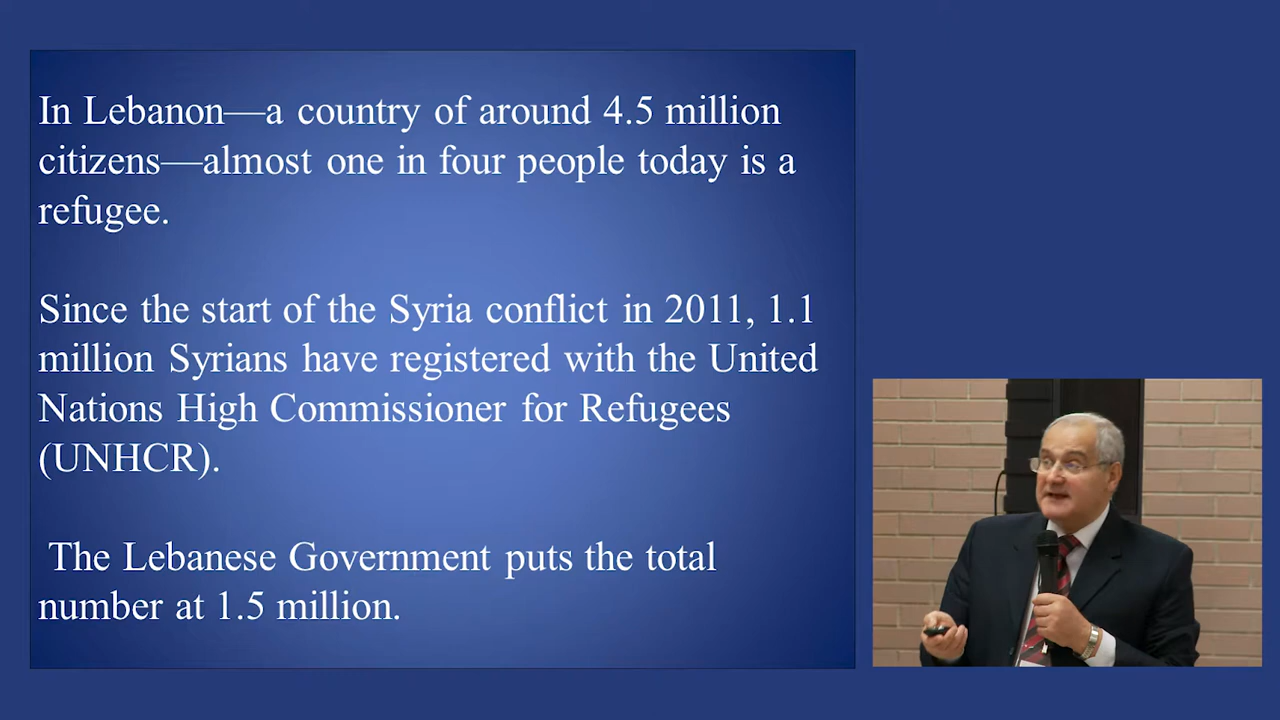 In Lebanon—a country of around 4.5 million
citizens—almost one in four people today is a
refugee.
Since the start of the Syria conflict in 2011, 1.1
million Syrians have registered with the United
Nations High Commissioner for Refugees
(UNHCR).
The Lebanese Government puts the total
number at 1.5 million.